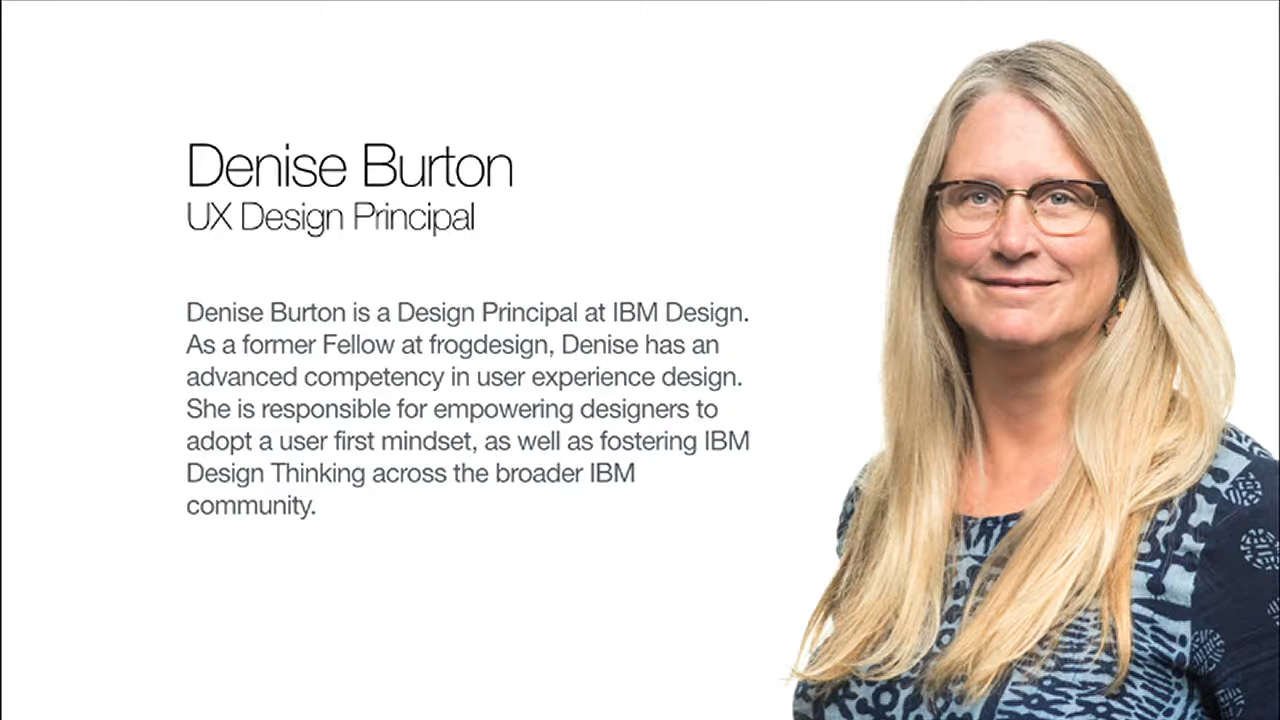 Denise Burton
UX Design Principal
Denise Burton is a Design Principal at IBM Design.
As a former Fellow at frogdesign, Denise has an
advanced competency in user experience design.
She is responsible for empowering designers to
adopt a user first mindset, as well as fostering IBM
Design Thinking across the broader IBM
community.